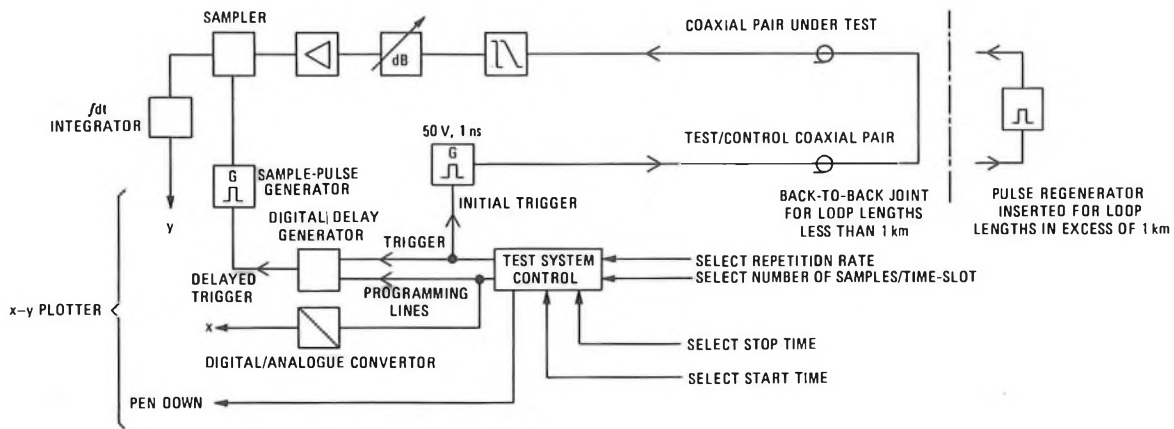 SAMPLER
COAXIAL PAIR UNDER TEST
dB
∫dt
INTEGRATOR
50 V, 1 ns
G
TEST/CONTROL COAXIAL PAIR
G
SAMPLE-PULSE
GENERATOR
y
INITIAL TRIGGER
BACK-TO-BACK JOINT
FOR LOOP LENGTHS
LESS THAN 1 km
PULSE REGENERATOR
INSERTED FOR LOOP
LENGTHS IN EXCESS OF 1 km
DIGITAL/DELAY
GENERATOR
TRIGGER
DELAYED
TRIGGER
PROGRAMMING
LINES
TEST SYSTEM
CONTROL
SELECT REPETITION RATE
SELECT NUMBER OF SAMPLES/TIME-SLOT
x-y PLOTTER
x
DIGITAL/ANALOGUE CONVERTOR
SELECT STOP TIME
SELECT START TIME
PEN DOWN